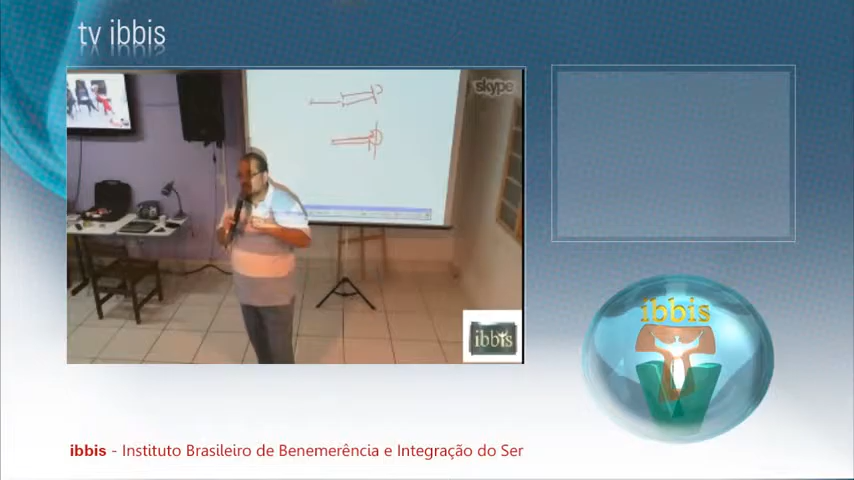 tv ibbis
skype
ibbis
ibbis
ibbis - Instituto Brasileiro de Benemerência e Integração do Ser